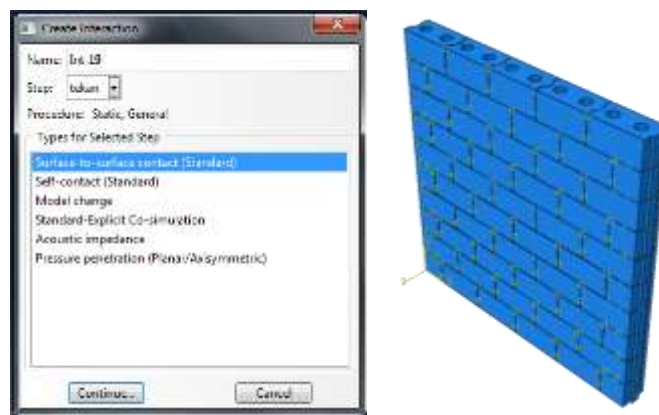 Create Interaction
Name: Int-19
Step: tekan
Procedure: Static, General
Types for Selected Step
Surface-to-surface contact (Standard)
Self-contact (Standard)
Model change
Standard-Explicit Co-simulation
Acoustic impedance
Pressure penetration (Planar/Axisymmetric)
Continue...
Cancel